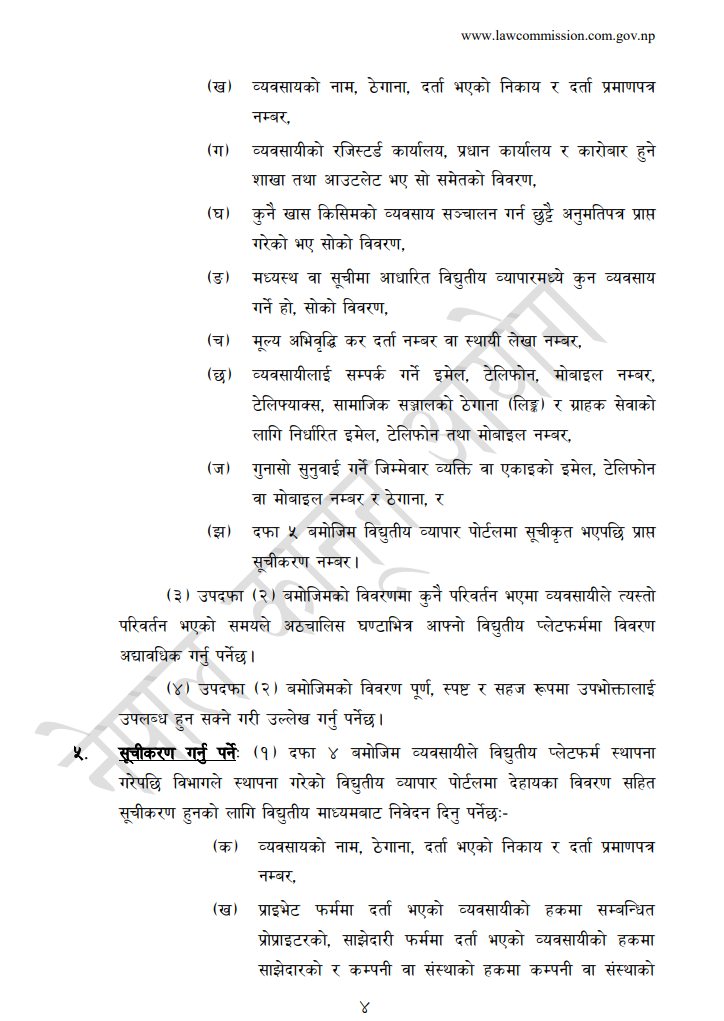 www.lawcommission.com.gov.np
(ख) व्यवसायको नाम, ठेगाना, दर्ता भएको निकाय र दर्ता प्रमाणपत्र
नम्बर,
(ग) व्यवसायीको रजिस्टर्ड कार्यालय, प्रधान कार्यालय र कारोबार हुने
शाखा तथा आउटलेट भए सो समेतको विवरण,
(घ) कुनै खास किसिमको व्यवसाय सञ्चालन गर्न छुट्टै अनुमतिपत्र प्राप्त
गरेको भए सोको विवरण,
(ङ) मध्यस्थ वा सूचीमा आधारित विद्युतीय व्यापारमध्ये कुन व्यवसाय
गर्ने हो, सोको विवरण,
(च) मूल्य अभिवृद्धि कर दर्ता नम्बर वा स्थायी लेखा नम्बर,
(छ) व्यवसायीलाई सम्पर्क गर्ने इमेल, टेलिफोन, मोबाइल नम्बर,
टेलिफ्याक्स, सामाजिक सञ्जालको ठेगाना (लिङ्क) र ग्राहक सेवाको
लागि निर्धारित इमेल, टेलिफोन तथा मोबाइल नम्बर,
(ज) गुनासो सुनुवाई गर्ने जिम्मेवार व्यक्ति वा एकाइको इमेल, टेलिफोन
वा मोबाइल नम्बर र ठेगाना, र
(झ) दफा ५ बमोजिम विद्युतीय व्यापार पोर्टलमा सूचीकृत भएपछि प्राप्त
सूचीकरण नम्बर।
(३) उपदफा (२) बमोजिमको विवरणमा कुनै परिवर्तन भएमा व्यवसायीले त्यस्तो
परिवर्तन भएको समयले अठचालिस घण्टाभित्र आफ्नो विद्युतीय प्लेटफर्ममा विवरण
अद्यावधिक गर्नु पर्नेछ।
(४) उपदफा (२) बमोजिमको विवरण पूर्ण, स्पष्ट र सहज रूपमा उपभोक्तालाई
उपलब्ध हुन सक्ने गरी उल्लेख गर्नु पर्नेछ।
५. सूचीकरण गर्नु पर्नेः (१) दफा ४ बमोजिम व्यवसायीले विद्युतीय प्लेटफर्म स्थापना
गरेपछि विभागले स्थापना गरेको विद्युतीय व्यापार पोर्टलमा देहायका विवरण सहित
सूचीकरण हुनको लागि विद्युतीय माध्यमबाट निवेदन दिनु पर्नेछः-
(क) व्यवसायको नाम, ठेगाना, दर्ता भएको निकाय र दर्ता प्रमाणपत्र
नम्बर,
(ख) प्राइभेट फर्ममा दर्ता भएको व्यवसायीको हकमा सम्बन्धित
प्रोप्राइटरको, साझेदारी फर्ममा दर्ता भएको व्यवसायीको हकमा
साझेदारको र कम्पनी वा संस्थाको हकमा कम्पनी वा संस्थाको
४
नेपाल कानून आयोग